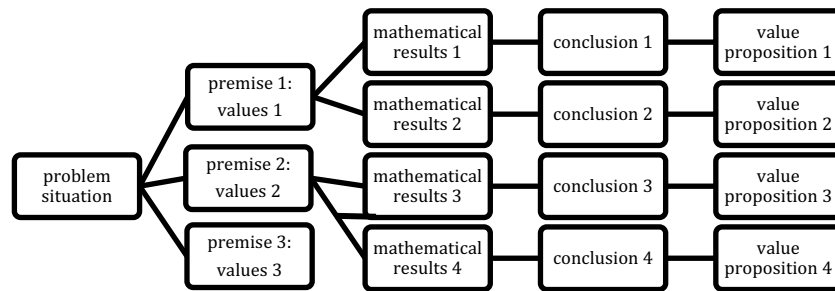 problem
situation
premise 1:
values 1
premise 2:
values 2
premise 3:
values 3
mathematical
results 1
mathematical
results 2
mathematical
results 3
mathematical
results 4
conclusion 1
conclusion 2
conclusion 3
conclusion 4
value
proposition 1
value
proposition 2
value
proposition 3
value
proposition 4